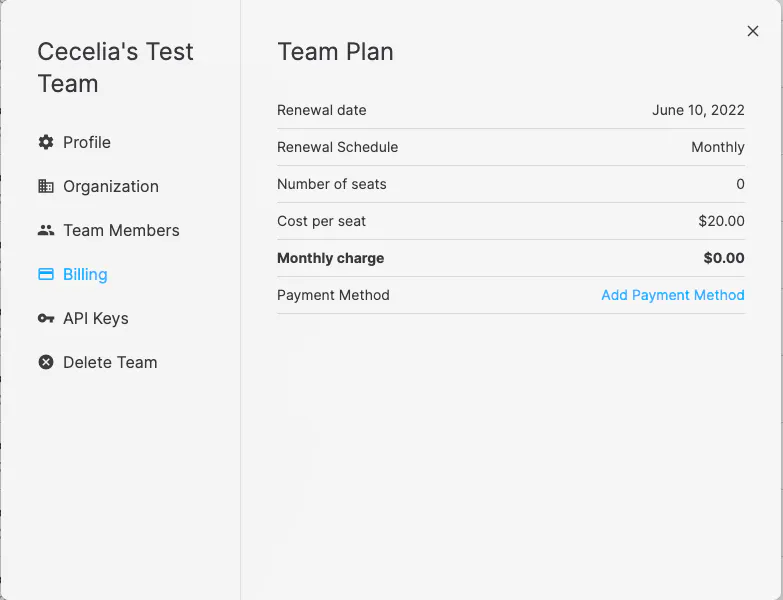 Cecelia's Test
Team
Profile
Organization
Team Members
Billing
API Keys
Delete Team
Team Plan
Renewal date June 10, 2022
Renewal Schedule Monthly
Number of seats 0
Cost per seat $20.00
Monthly charge $0.00
Payment Method Add Payment Method